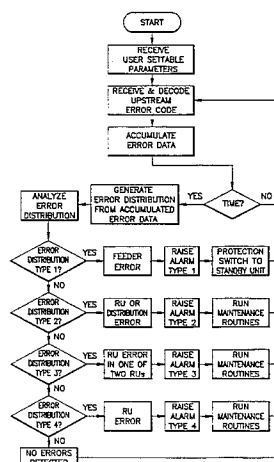 START
RECEIVE
USER SETTABLE
PARAMETERS
RECEIVE & DECODE
UPSTREAM
ERROR CODE
ACCUMULATE
ERROR DATA
TIME?
YES
NO
GENERATE
ERROR DISTRIBUTION
FROM ACCUMULATED
ERROR DATA
ANALYZE
ERROR
DISTRIBUTION
ERROR
DISTRIBUTION
TYPE 1?
YES
FEEDER
ERROR
RAISE
ALARM
TYPE 1
PROTECTION
SWITCH TO
STANDBY UNIT
NO
ERROR
DISTRIBUTION
TYPE 2?
YES
RU OR
DISTRIBUTION
ERROR
RAISE
ALARM
TYPE 2
RUN
MAINTENANCE
ROUTINES
NO
ERROR
DISTRIBUTION
TYPE 3?
YES
RU ERROR
IN ONE OF
TWO RUs
RAISE
ALARM
TYPE 3
RUN
MAINTENANCE
ROUTINES
NO
ERROR
DISTRIBUTION
TYPE 4?
YES
RU
ERROR
RAISE
ALARM
TYPE 4
RUN
MAINTENANCE
ROUTINES
NO
NO ERRORS